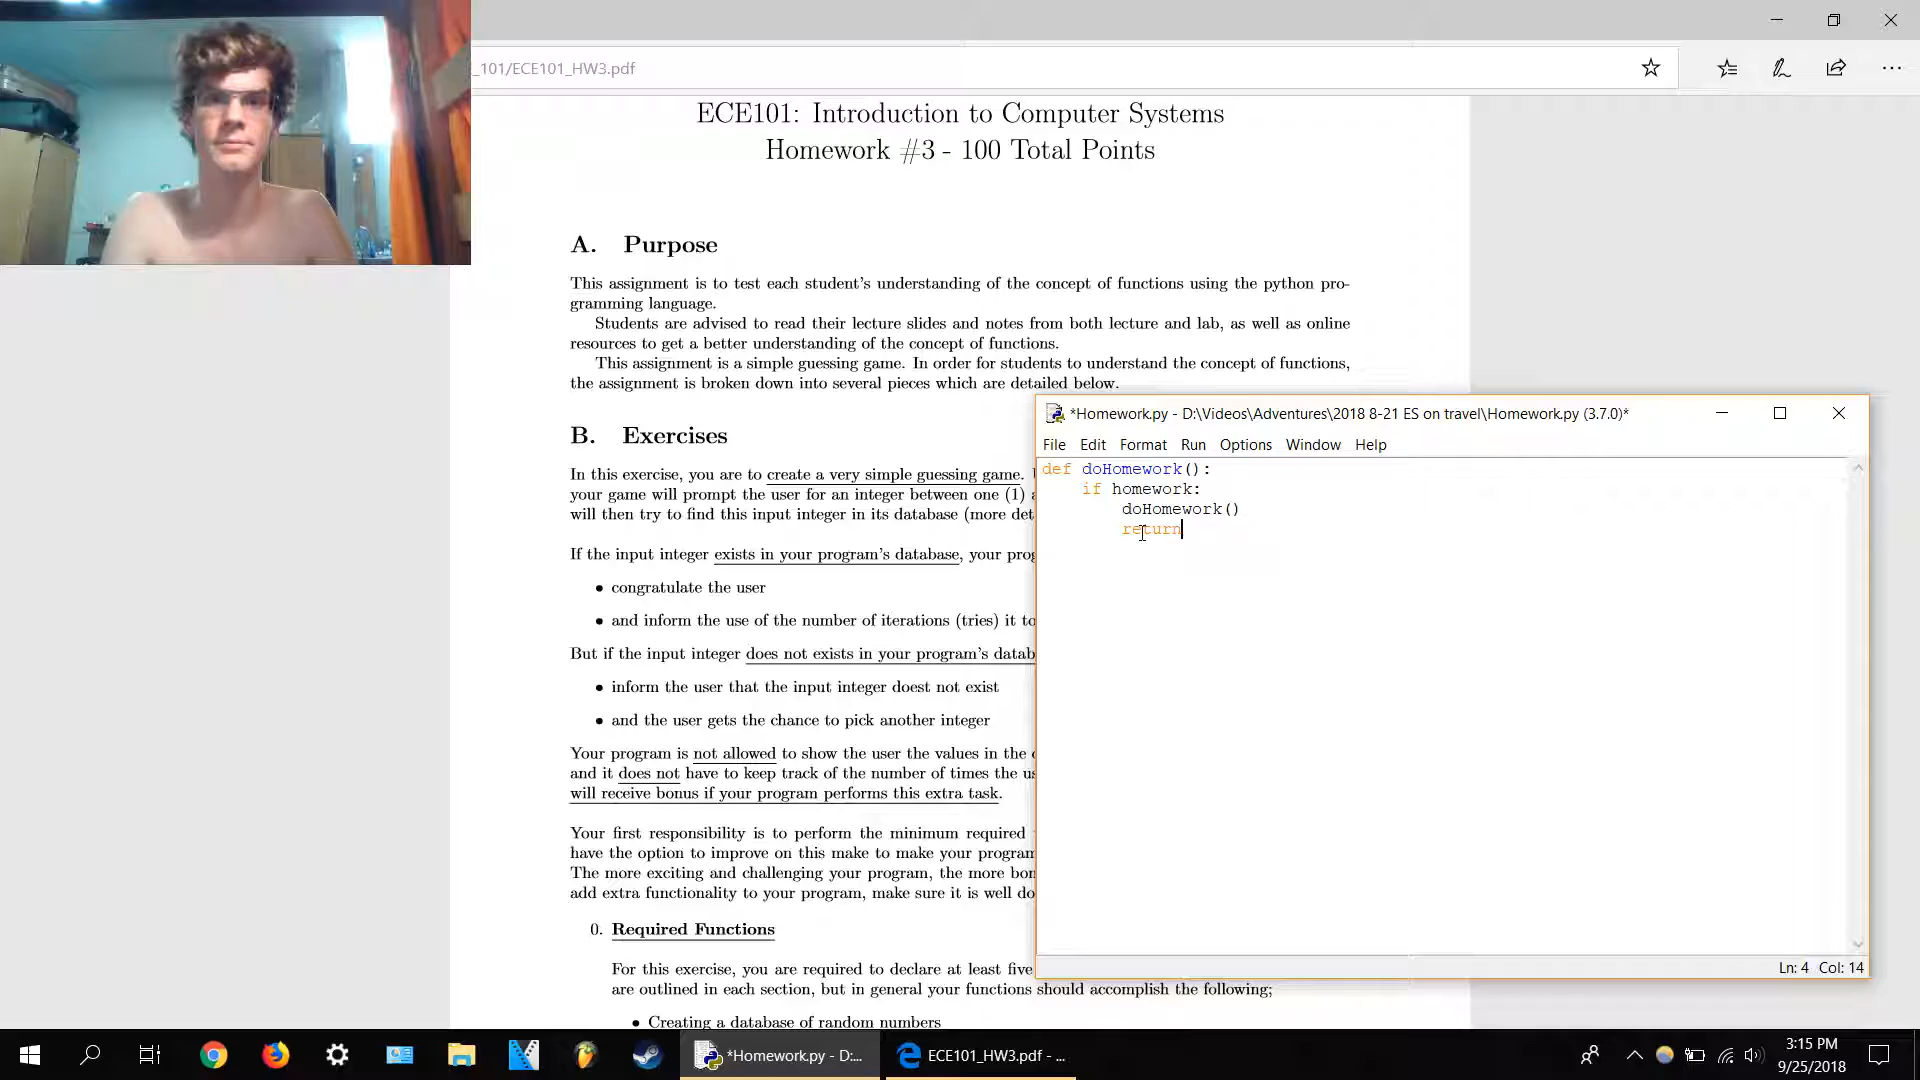 _101/ECE101_HW3.pdf
ECE101: Introduction to Computer Systems
Homework #3 - 100 Total Points
A. Purpose
This assignment is to test each student's understanding of the concept of functions using the python pro-
gramming language.
Students are advised to read their lecture slides and notes from both lecture and lab, as well as online
resources to get a better understanding of the concept of functions.
This assignment is a simple guessing game. In order for students to understand the concept of functions,
the assignment is broken down into several pieces which are detailed below.
B. Exercises
In this exercise, you are to create a very simple guessing game.
your game will prompt the user for an integer between one (1)
will then try to find this input integer in its database (more
If the input integer exists in your program's database, your
• congratulate the user
• and inform the use of the number of iterations (tries) it to
But if the input integer does not exists in your program's
• inform the user that the input integer doest not exist
• and the user gets the chance to pick another integer
Your program is not allowed to show the user the values in the
and it does not have to keep track of the number of times the
will receive bonus if your program performs this extra task.
Your first responsibility is to perform the minimum required
have the option to improve on this make to make your program
The more exciting and challenging your program, the more
add extra functionality to your program, make sure it is well
0. Required Functions
For this exercise, you are required to declare at least five
are outlined in each section, but in general your functions should accomplish the following;
• Creating a database of random numbers
*Homework.py - D:\Videos\Adventures\2018 8-21 ES on travel\Homework.py (3.7.0)*
File Edit Format Run Options Window Help
def doHomework():
if homework:
doHomework()
return
Ln: 4 Col: 14
*Homework.py - D:...
ECE101_HW3.pdf - ...
3:15 PM
9/25/2018